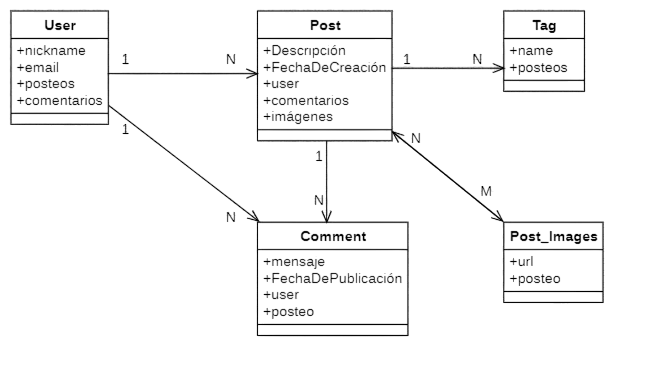 User
+nickname
+email
+posteos
+comentarios
1
N
Post
+Descripción
+FechaDeCreación
+user
+comentarios
+imágenes
1
N
Tag
+name
+posteos
1
N
1
N
N
M
Comment
+mensaje
+FechaDePublicación
+user
+posteo
Post_Images
+url
+posteo